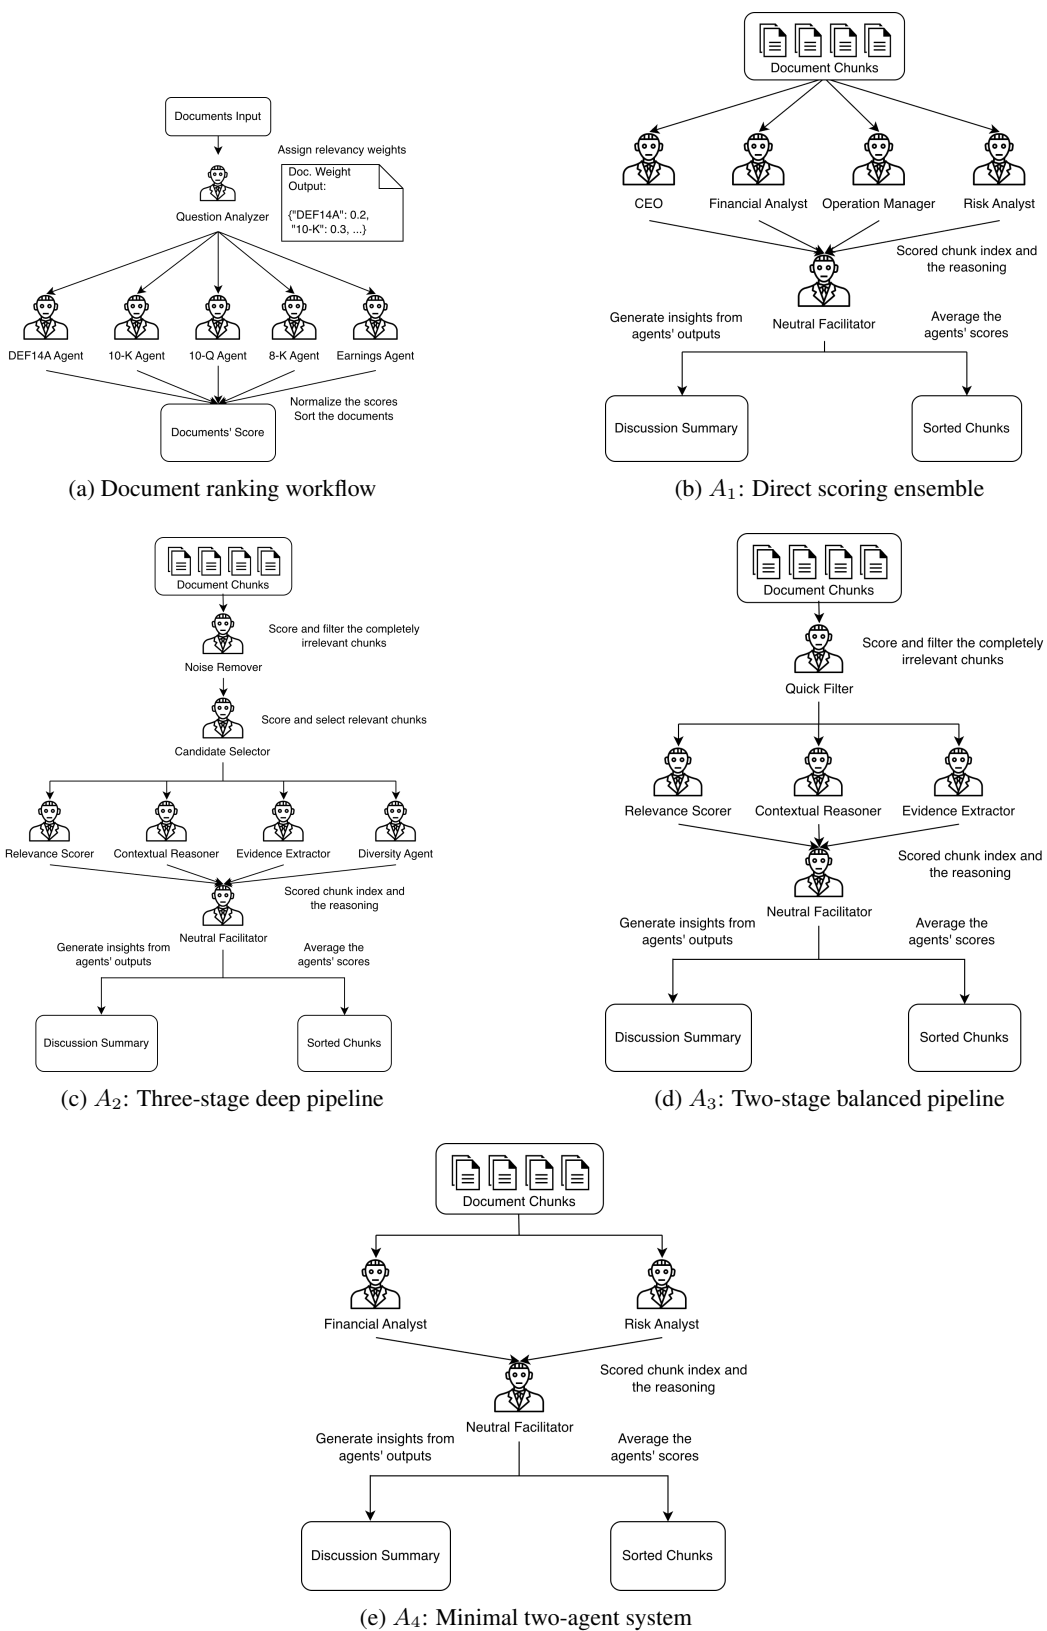 Documents Input
Assign relevancy weights
Doc. Weight
Output:
{"DEF14A": 0.2,
"10-K": 0.3, ...}
Question Analyzer
DEF14A Agent
10-K Agent
10-Q Agent
8-K Agent
Earnings Agent
Normalize the scores
Sort the documents
Documents' Score
(a) Document ranking workflow
Document Chunks
CEO
Financial Analyst
Operation Manager
Risk Analyst
Scored chunk index and
the reasoning
Neutral Facilitator
Generate insights from
agents' outputs
Average the
agents' scores
Discussion Summary
Sorted Chunks
(b) A₁: Direct scoring ensemble
Document Chunks
Score and filter the completely
irrelevant chunks
Noise Remover
Score and select relevant chunks
Candidate Selector
Relevance Scorer
Contextual Reasoner
Evidence Extractor
Diversity Agent
Scored chunk index and
the reasoning
Neutral Facilitator
Generate insights from
agents' outputs
Average the
agents' scores
Discussion Summary
Sorted Chunks
(c) A₂: Three-stage deep pipeline
Document Chunks
Score and filter the completely
irrelevant chunks
Quick Filter
Relevance Scorer
Contextual Reasoner
Evidence Extractor
Scored chunk index and
the reasoning
Neutral Facilitator
Generate insights from
agents' outputs
Average the
agents' scores
Discussion Summary
Sorted Chunks
(d) A₃: Two-stage balanced pipeline
Document Chunks
Financial Analyst
Risk Analyst
Scored chunk index and
the reasoning
Neutral Facilitator
Generate insights from
agents' outputs
Average the
agents' scores
Discussion Summary
Sorted Chunks
(e) A₄: Minimal two-agent system